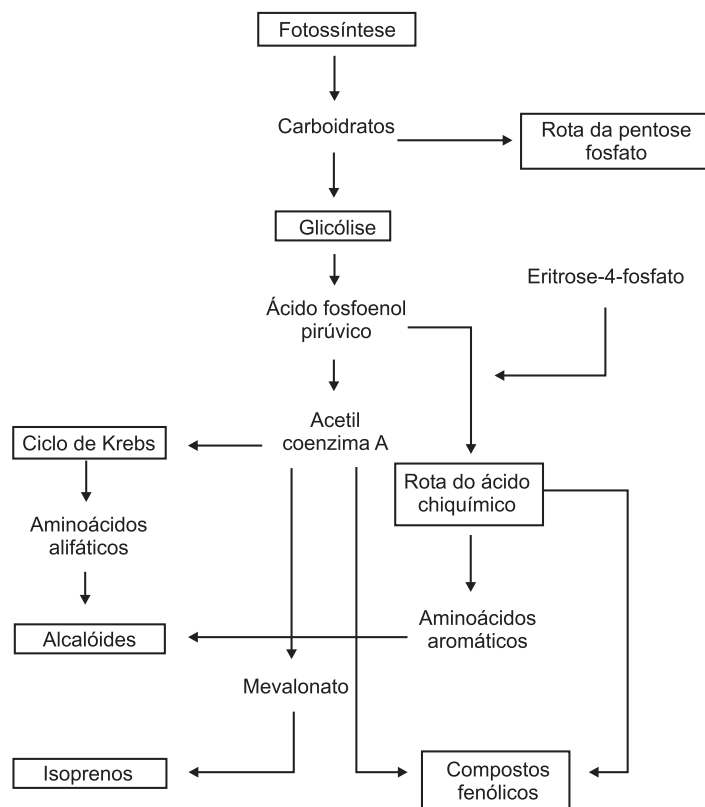 Fotossíntese
Carboidratos
Rota da pentose
fosfato
Glicólise
Eritrose-4-fosfato
Ácido fosfoenol
pirúvico
Acetil
coenzima A
Ciclo de Krebs
Rota do ácido
chiquímico
Aminoácidos
alifáticos
Aminoácidos
aromáticos
Alcalóides
Mevalonato
Isoprenos
Compostos
fenólicos